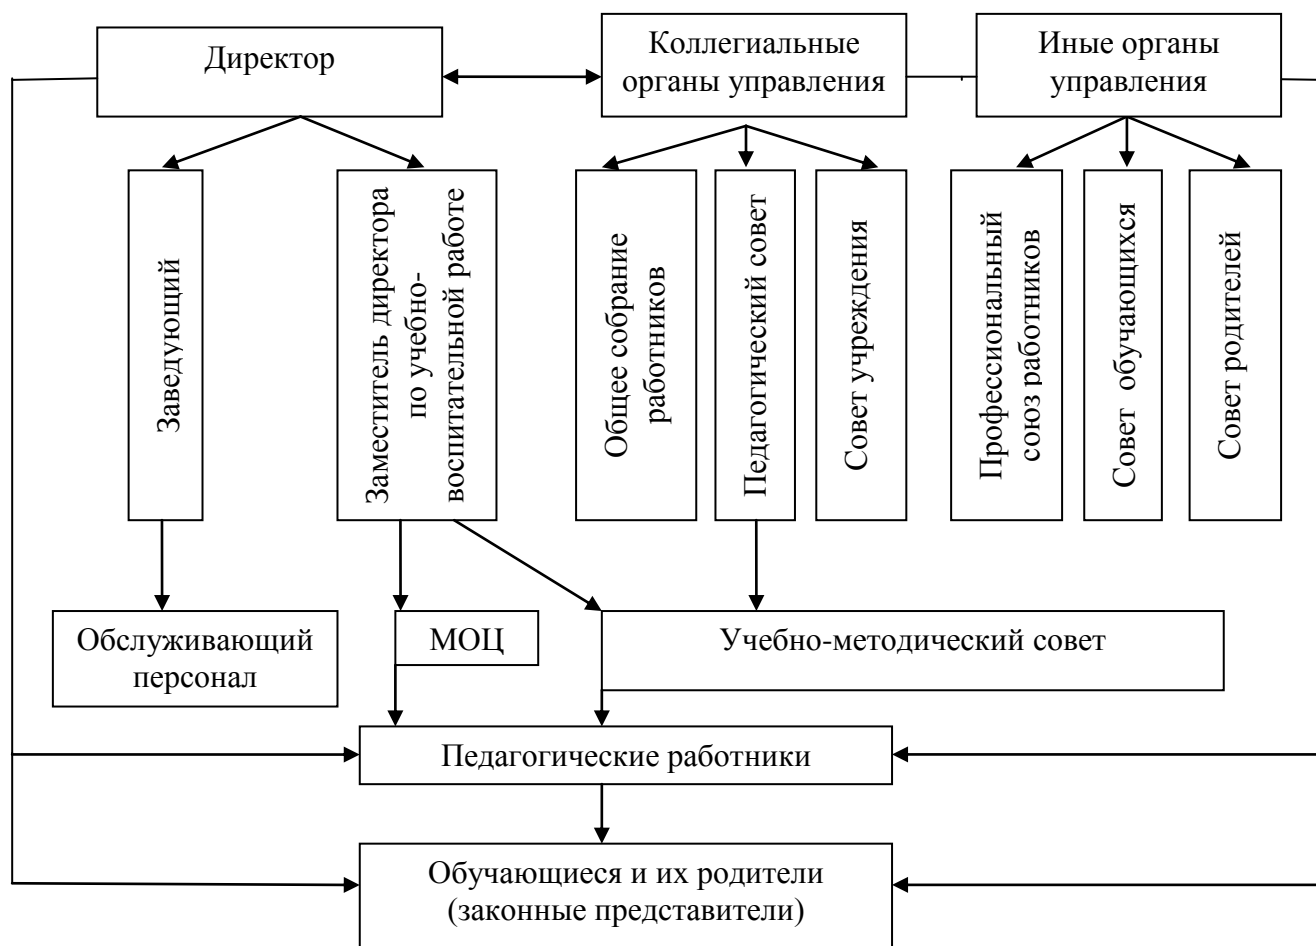 Директор
Коллегиальные
органы управления
Иные органы
управления
Заведующий
Заместитель директора
по учебно-
воспитательной работе
Общее собрание
работников
Педагогический совет
Совет учреждения
Профессиональный
союз работников
Совет обучающихся
Совет родителей
Обслуживающий
персонал
МОЦ
Учебно-методический совет
Педагогические работники
Обучающиеся и их родители
(законные представители)